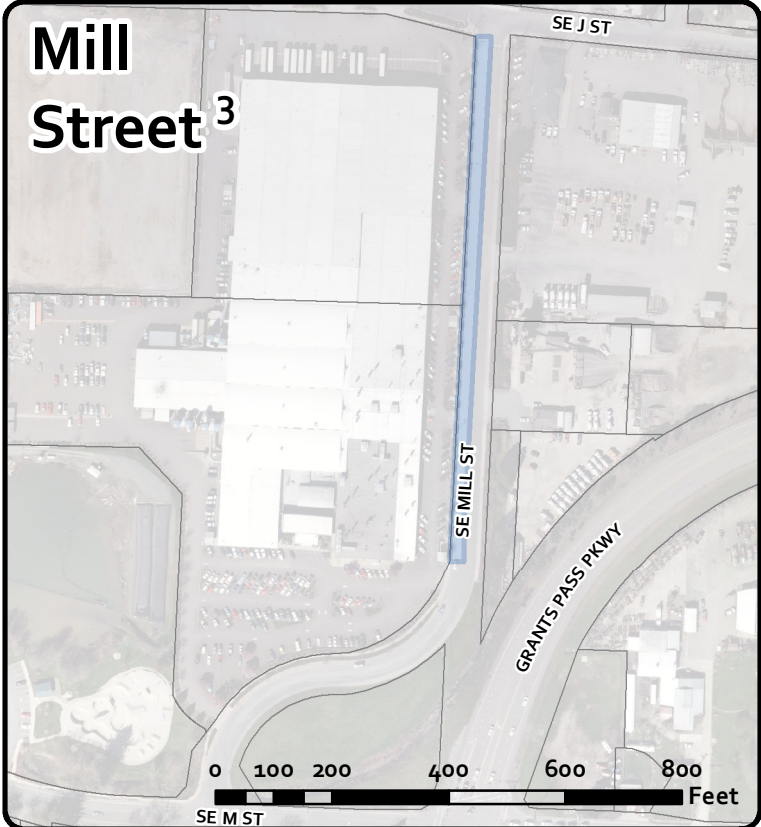 Mill
Street ³
SE J ST
SE MILL ST
GRANTS PASS PKWY
0 100 200 400 600 800
Feet
SE M ST